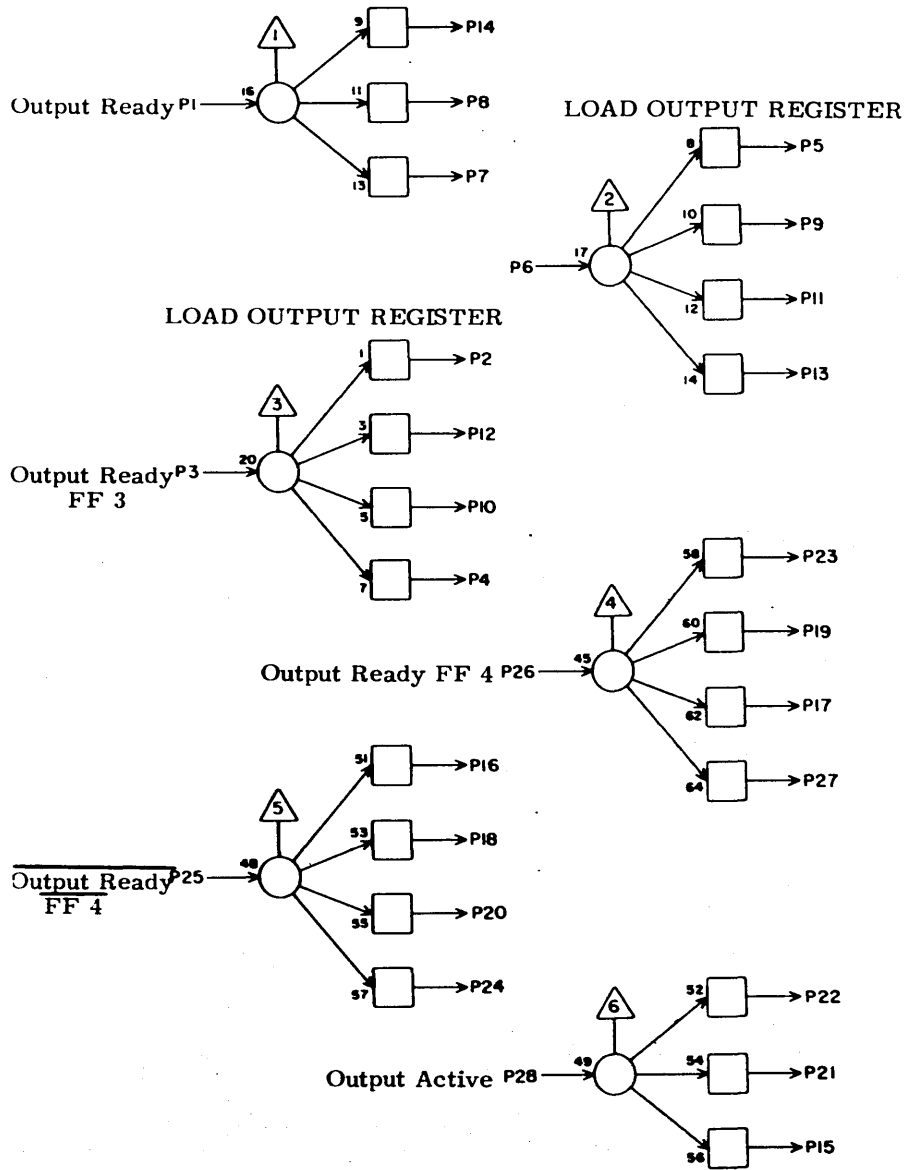 1
9
P14
16
Output Ready P1
11
P8
13
P7
LOAD OUTPUT REGISTER
8
P5
2
10
P9
17
P6
12
P11
14
P13
LOAD OUTPUT REGISTER
1
P2
3
3
P12
20
Output Ready P3
FF 3
5
P10
7
P4
58
P23
4
60
P19
45
Output Ready FF 4 P26
62
P17
64
P27
51
P16
5
53
P18
48
Output Ready P25
FF 4
55
P20
57
P24
52
P22
6
49
54
Output Active P28
P21
56
P15